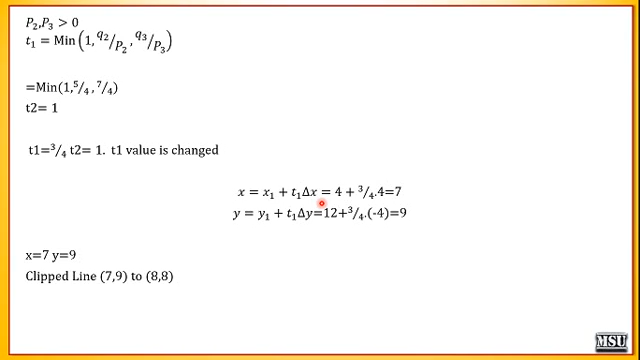 P₂,P₃ > 0
t₁ = Min (1, q₂/P₂ , q₃/P₃)
=Min(1,⁵/₄ , ⁷/₄)
t2= 1
t1=³/₄ t2= 1. t1 value is changed
x = x₁ + t₁Δx = 4 + ³/₄.4=7
y = y₁ + t₁Δy=12+³/₄.(-4)=9
x=7 y=9
Clipped Line (7,9) to (8,8)
MSU